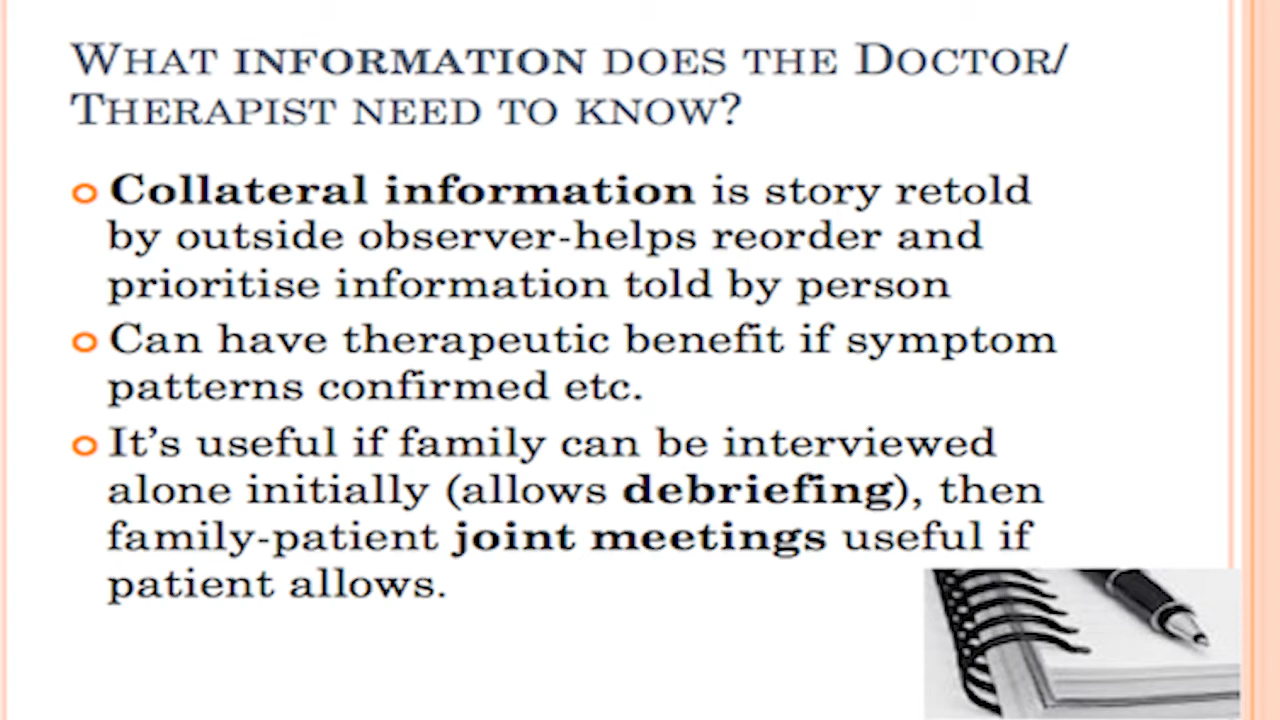 WHAT INFORMATION DOES THE DOCTOR/
THERAPIST NEED TO KNOW?
Collateral information is story retold
by outside observer-helps reorder and
prioritise information told by person
Can have therapeutic benefit if symptom
patterns confirmed etc.
It's useful if family can be interviewed
alone initially (allows debriefing), then
family-patient joint meetings useful if
patient allows.